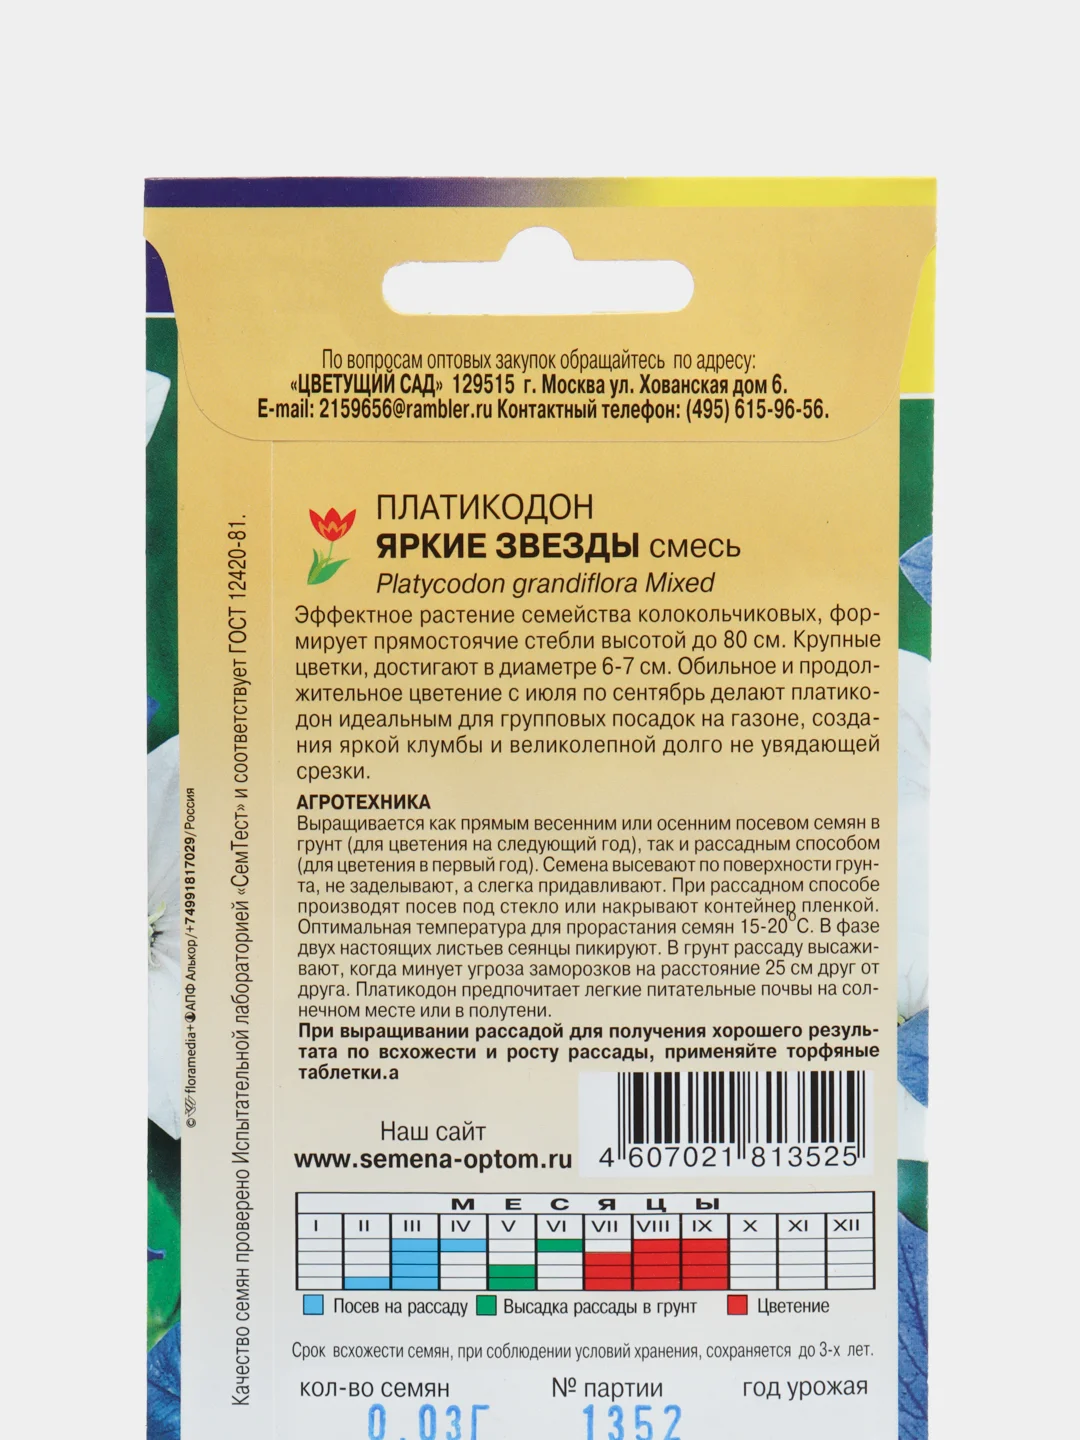 По вопросам оптовых закупок обращайтесь по адресу:
«ЦВЕТУЩИЙ САД» 129515 г. Москва ул. Хованская дом 6.
E-mail: 2159656@rambler.ru Контактный телефон: (495) 615-96-56.
ПЛАТИКОДОН
ЯРКИЕ ЗВЕЗДЫ смесь
Platycodon grandiflora Mixed
Эффектное растение семейства колокольчиковых, фор-
мирует прямостоячие стебли высотой до 80 см. Крупные
цветки, достигают в диаметре 6-7 см. Обильное и продол-
жительное цветение с июля по сентябрь делают платико-
дон идеальным для групповых посадок на газоне, созда-
ния яркой клумбы и великолепной долго не увядающей
срезки.
АГРОТЕХНИКА
Выращивается как прямым весенним или осенним посевом семян в
грунт (для цветения на следующий год), так и рассадным способом
(для цветения в первый год). Семена высевают по поверхности грун-
та, не заделывают, а слегка придавливают. При рассадном способе
производят посев под стекло или накрывают контейнер пленкой.
Оптимальная температура для прорастания семян 15-20°С. В фазе
двух настоящих листьев сеянцы пикируют. В грунт рассаду высажи-
вают, когда минует угроза заморозков на расстояние 25 см друг от
друга. Платикодон предпочитает легкие питательные почвы на сол-
нечном месте или в полутени.
При выращивании рассадой для получения хорошего резуль-
тата по всхожести и росту рассады, применяйте торфяные
таблетки.а
Наш сайт
www.semena-optom.ru
4 607021 813525
МЕСЯЦЫ
I II III IV V VI VII VIII IX X XI XII
Посев на рассаду Высадка рассады в грунт Цветение
Срок всхожести семян, при соблюдении условий хранения, сохраняется до 3-х лет.
кол-во семян № партии год урожая
0.03Г 1352
Качество семян проверено Испытательной лабораторией «СемТест» и соответствует ГОСТ 12420-81.
© floramedia+АПФ Алькор/+74991817029/Россия